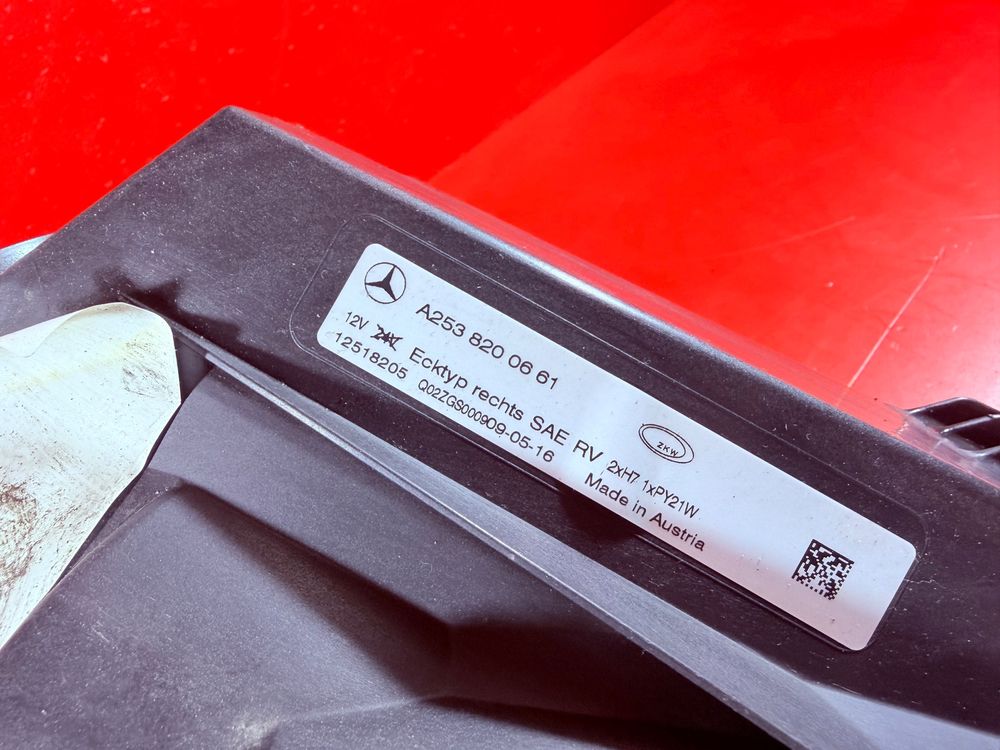 A253 820 06 61
12V 24V Ecktyp rechts SAE RV 2xH7 1xPY21W
12518205 Q02ZGS000909-05-16 Made in Austria
ZKW